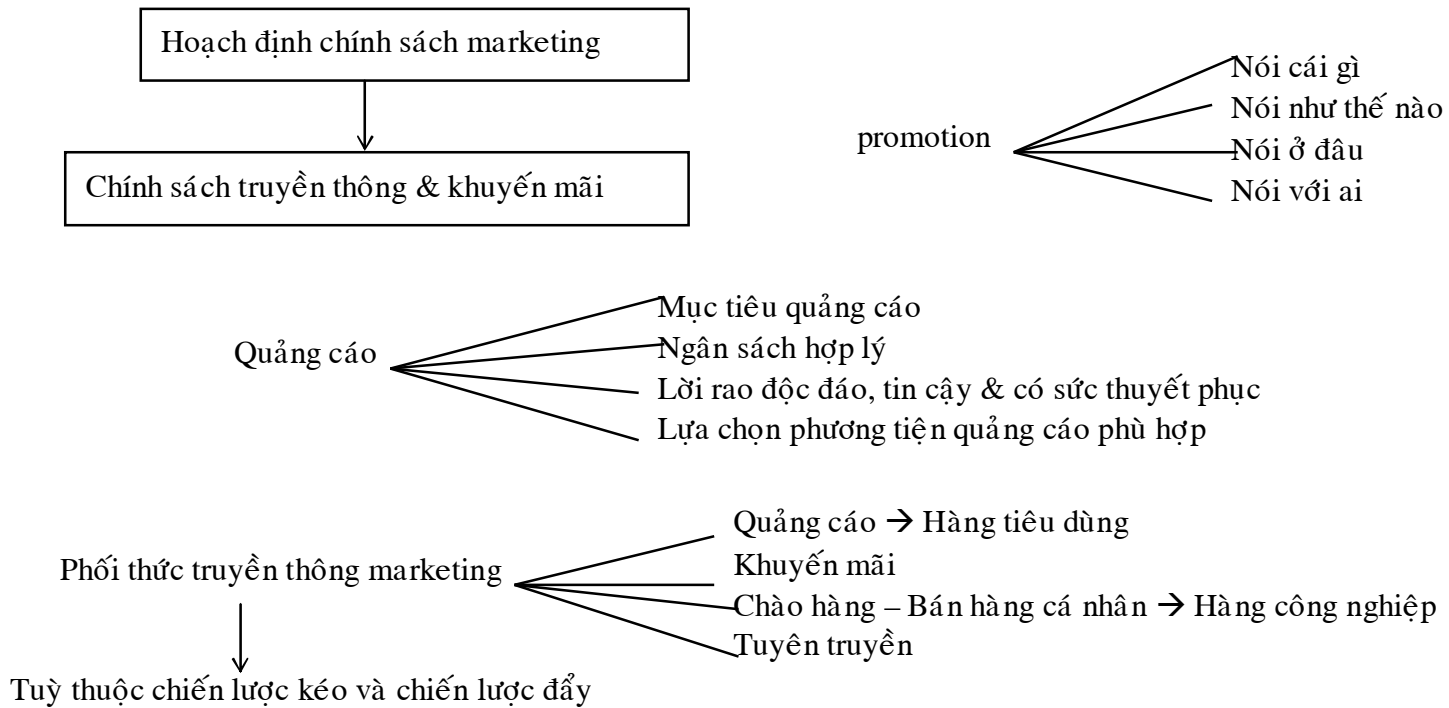 Hoạch định chính sách marketing
Chính sách truyền thông & khuyến mãi
promotion
Nói cái gì
Nói như thế nào
Nói ở đâu
Nói với ai
Quảng cáo
Mục tiêu quảng cáo
Ngân sách hợp lý
Lời rao độc đáo, tin cậy & có sức thuyết phục
Lựa chọn phương tiện quảng cáo phù hợp
Phối thức truyền thông marketing
Quảng cáo → Hàng tiêu dùng
Khuyến mãi
Chào hàng – Bán hàng cá nhân → Hàng công nghiệp
Tuyên truyền
Tuỳ thuộc chiến lược kéo và chiến lược đẩy